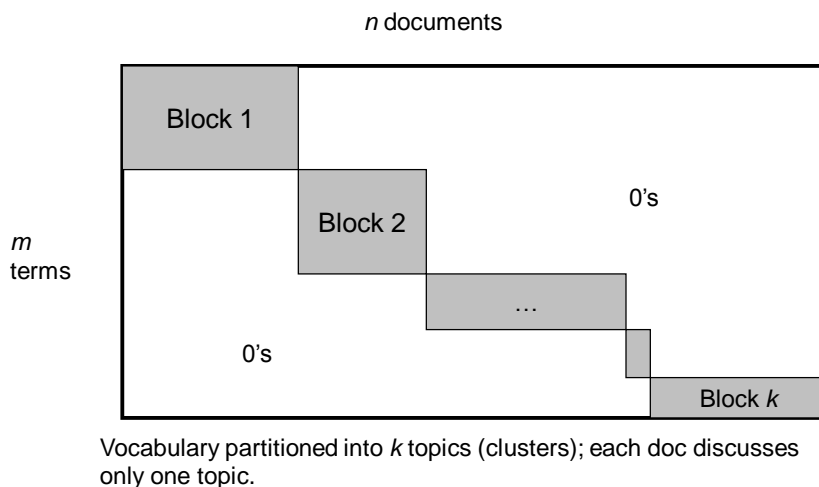 n documents
Block 1
0's
Block 2
m
terms
…
0's
Block k
Vocabulary partitioned into k topics (clusters); each doc discusses
only one topic.